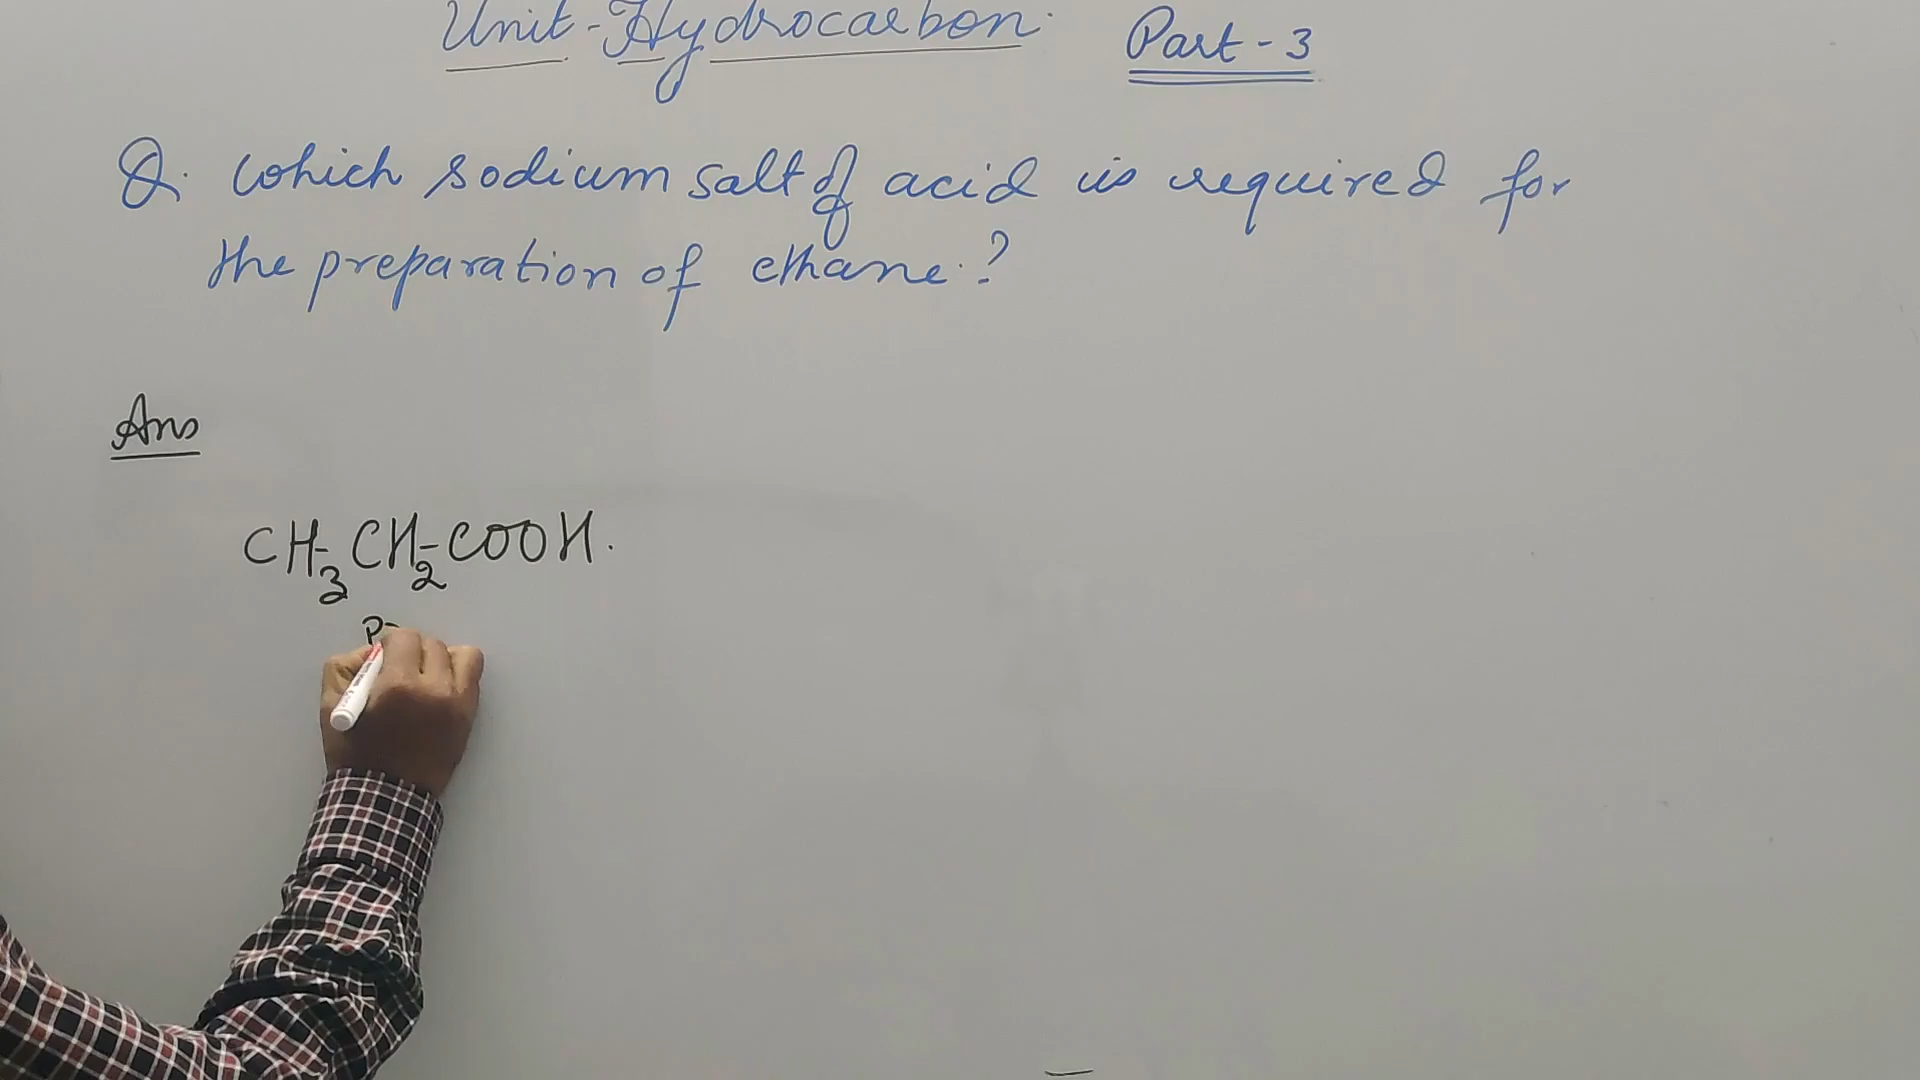 Unit-Hydrocarbon. Part-3
Q. Which sodium salt of acid is required for
the preparation of ethane?
Ans
CH3-CH2-COOH.